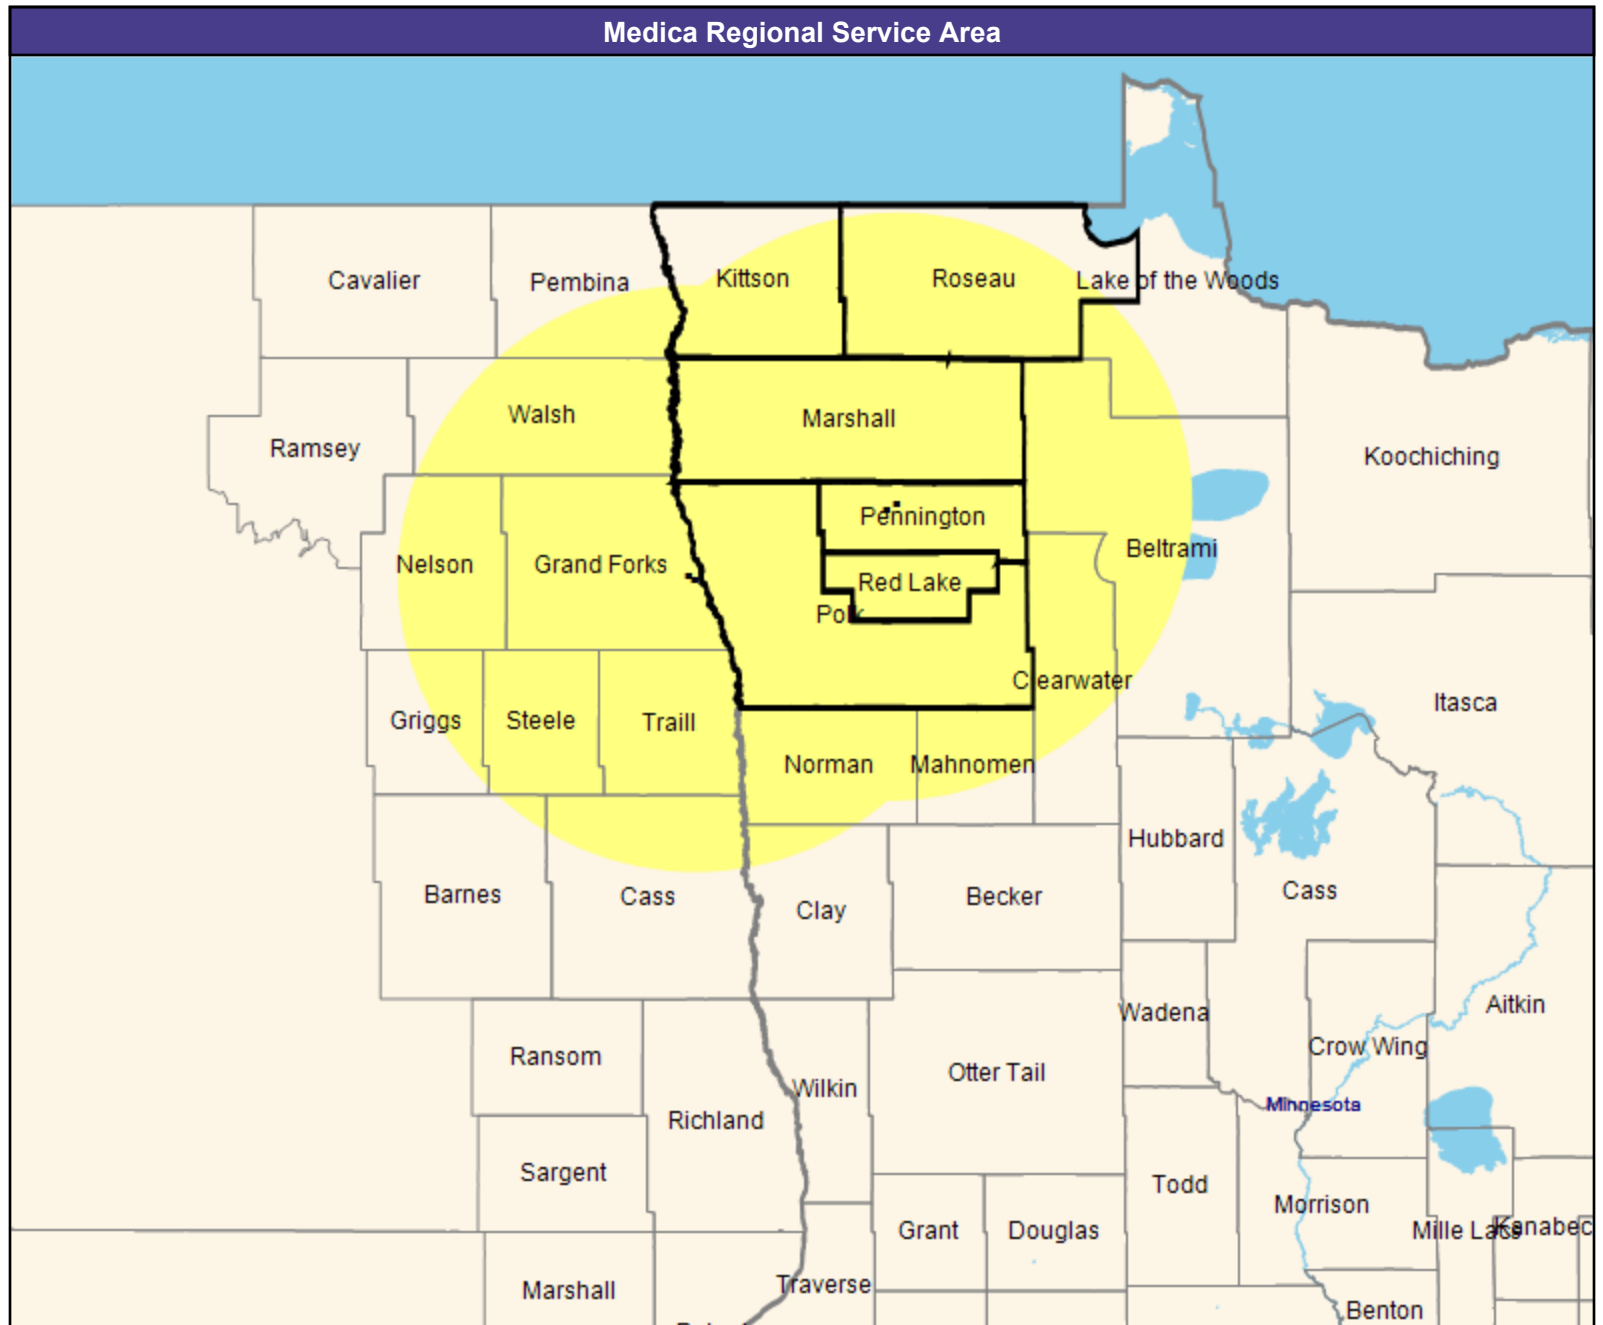 Medica Regional Service Area
Kittson
Roseau
Cavalier
Pembina
Lake of the Woods
Walsh
Marshall
Ramsey
Koochiching
Pennington
Beltrami
Nelson
Grand Forks
Red Lake
Polk
Clearwater
Itasca
Griggs
Steele
Traill
Norman
Mahnomen
Hubbard
Cass
Barnes
Cass
Becker
Clay
Aitkin
Wadena
Crow Wing
Ransom
Otter Tail
Wilkin
Minnesota
Richland
Sargent
Todd
Morrison
Grant
Douglas
Mille Lacs
Kanabec
Marshall
Traverse
Benton